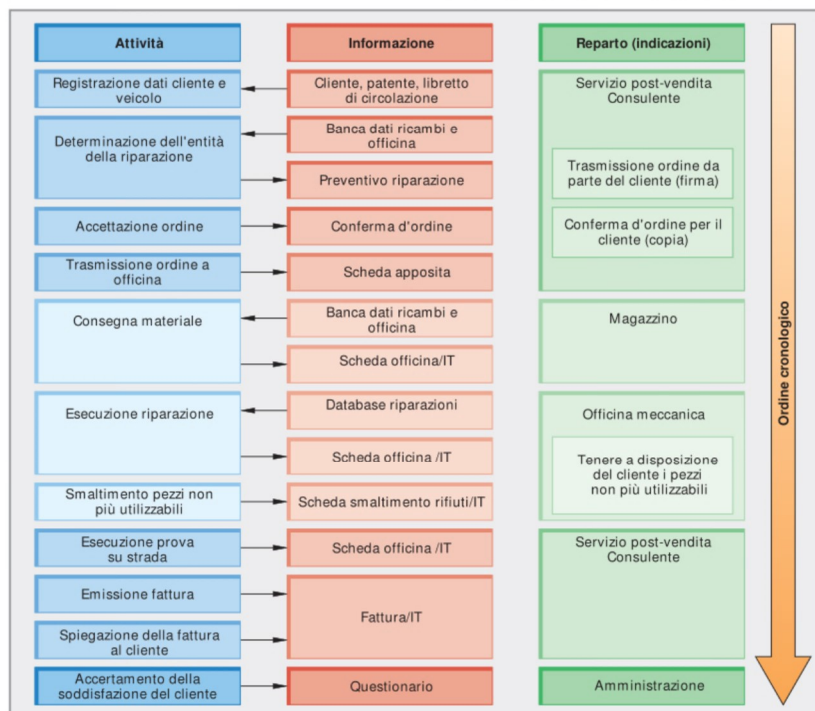 Attività
Informazione
Reparto (indicazioni)
Registrazione dati cliente e
veicolo
Cliente, patente, libretto
di circolazione
Servizio post-vendita
Consulente
Determinazione dell'entità
della riparazione
Banca dati ricambi e
officina
Preventivo riparazione
Trasmissione ordine da
parte del cliente (firma)
Accettazione ordine
Conferma d'ordine
Conferma d'ordine per il
cliente (copia)
Trasmissione ordine a
officina
Scheda apposita
Consegna materiale
Banca dati ricambi e
officina
Magazzino
Scheda officina/IT
Esecuzione riparazione
Database riparazioni
Officina meccanica
Scheda officina /IT
Tenere a disposizione
del cliente i pezzi
non più utilizzabili
Smaltimento pezzi non
più utilizzabili
Scheda smaltimento rifiuti/IT
Esecuzione prova
su strada
Scheda officina /IT
Servizio post-vendita
Consulente
Emissione fattura
Fattura/IT
Spiegazione della fattura
al cliente
Accertamento della
soddisfazione del cliente
Questionario
Amministrazione
Ordine cronologico